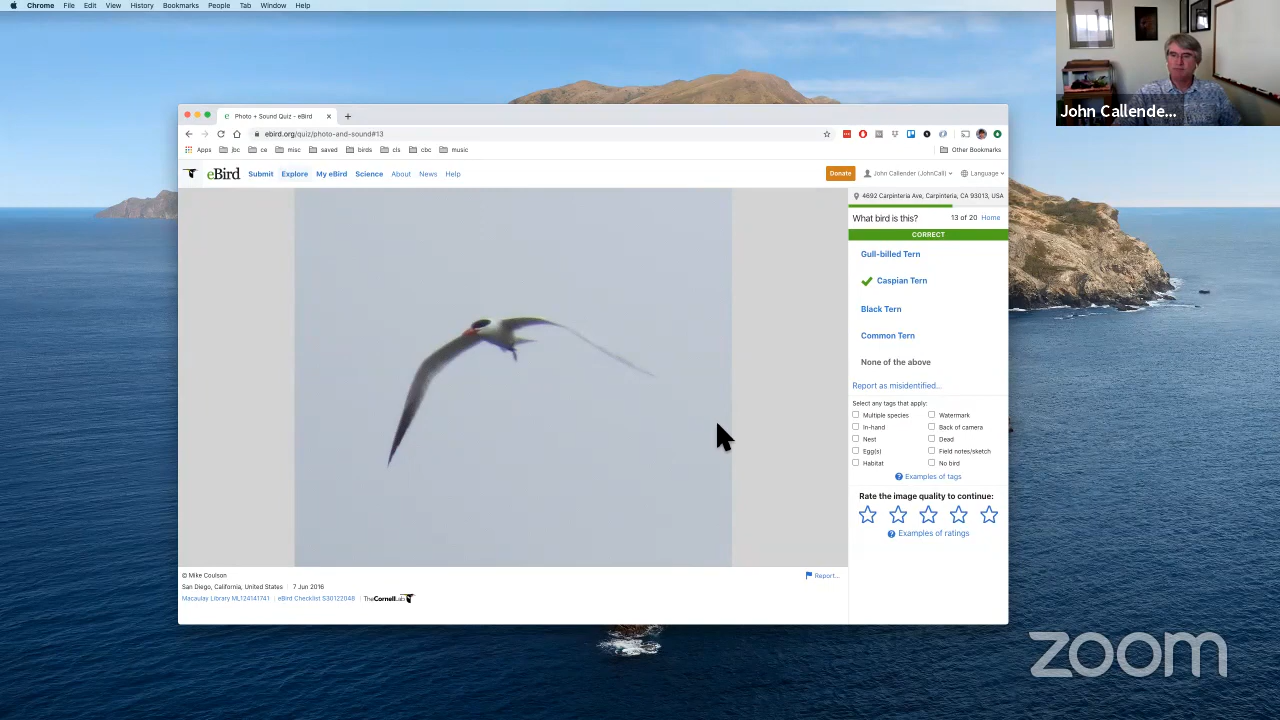 Chrome File Edit View History Bookmarks People Tab Window Help
John Callende...
Photo + Sound Quiz - eBird
ebird.org/quiz/photo-and-sound#13
Apps jbc ce misc saved birds cls cbc music Other Bookmarks
eBird Submit Explore My eBird Science About News Help Donate John Callender (JohnCall) Language
4692 Carpinteria Ave, Carpinteria, CA 93013, USA
What bird is this? 13 of 20 Home
CORRECT
Gull-billed Tern
Caspian Tern
Black Tern
Common Tern
None of the above
Report as misidentified...
Select any tags that apply:
Multiple species Watermark
In-hand Back of camera
Nest Dead
Egg(s) Field notes/sketch
Habitat No bird
Examples of tags
Rate the image quality to continue:
Examples of ratings
© Mike Coulson Report...
San Diego, California, United States 7 Jun 2016
Macaulay Library ML124141741 eBird Checklist S30122048 TheCornellLab
zoom